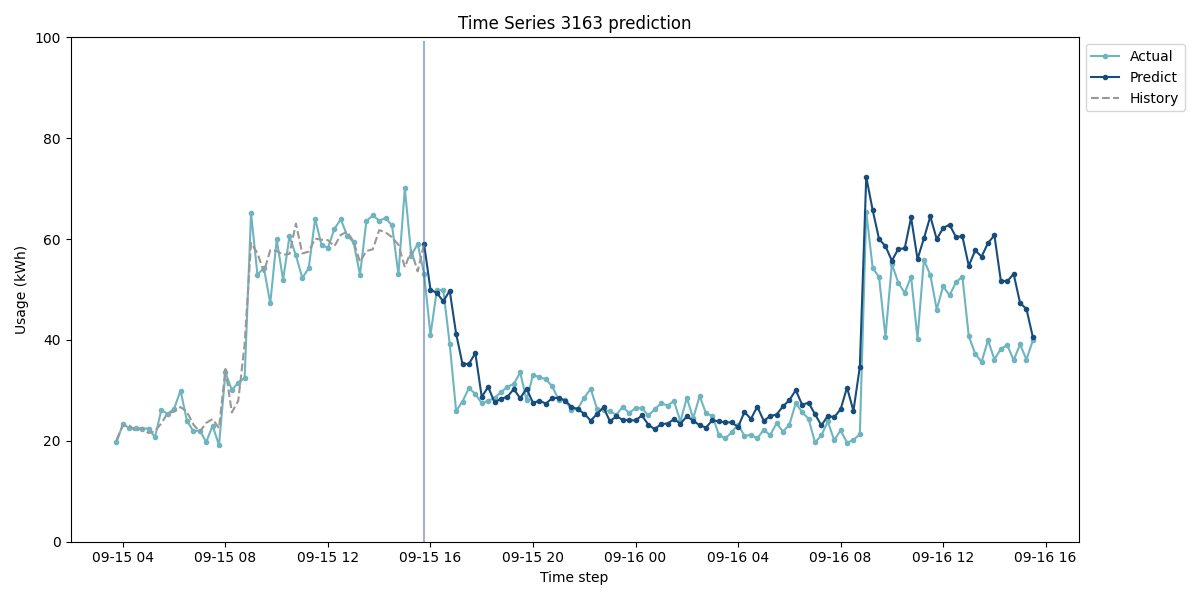 Time Series 3163 prediction
Usage (kWh)
100
80
60
40
20
0
09-15 04
09-15 08
09-15 12
09-15 16
09-15 20
09-16 00
09-16 04
09-16 08
09-16 12
09-16 16
Time step
Actual
Predict
History